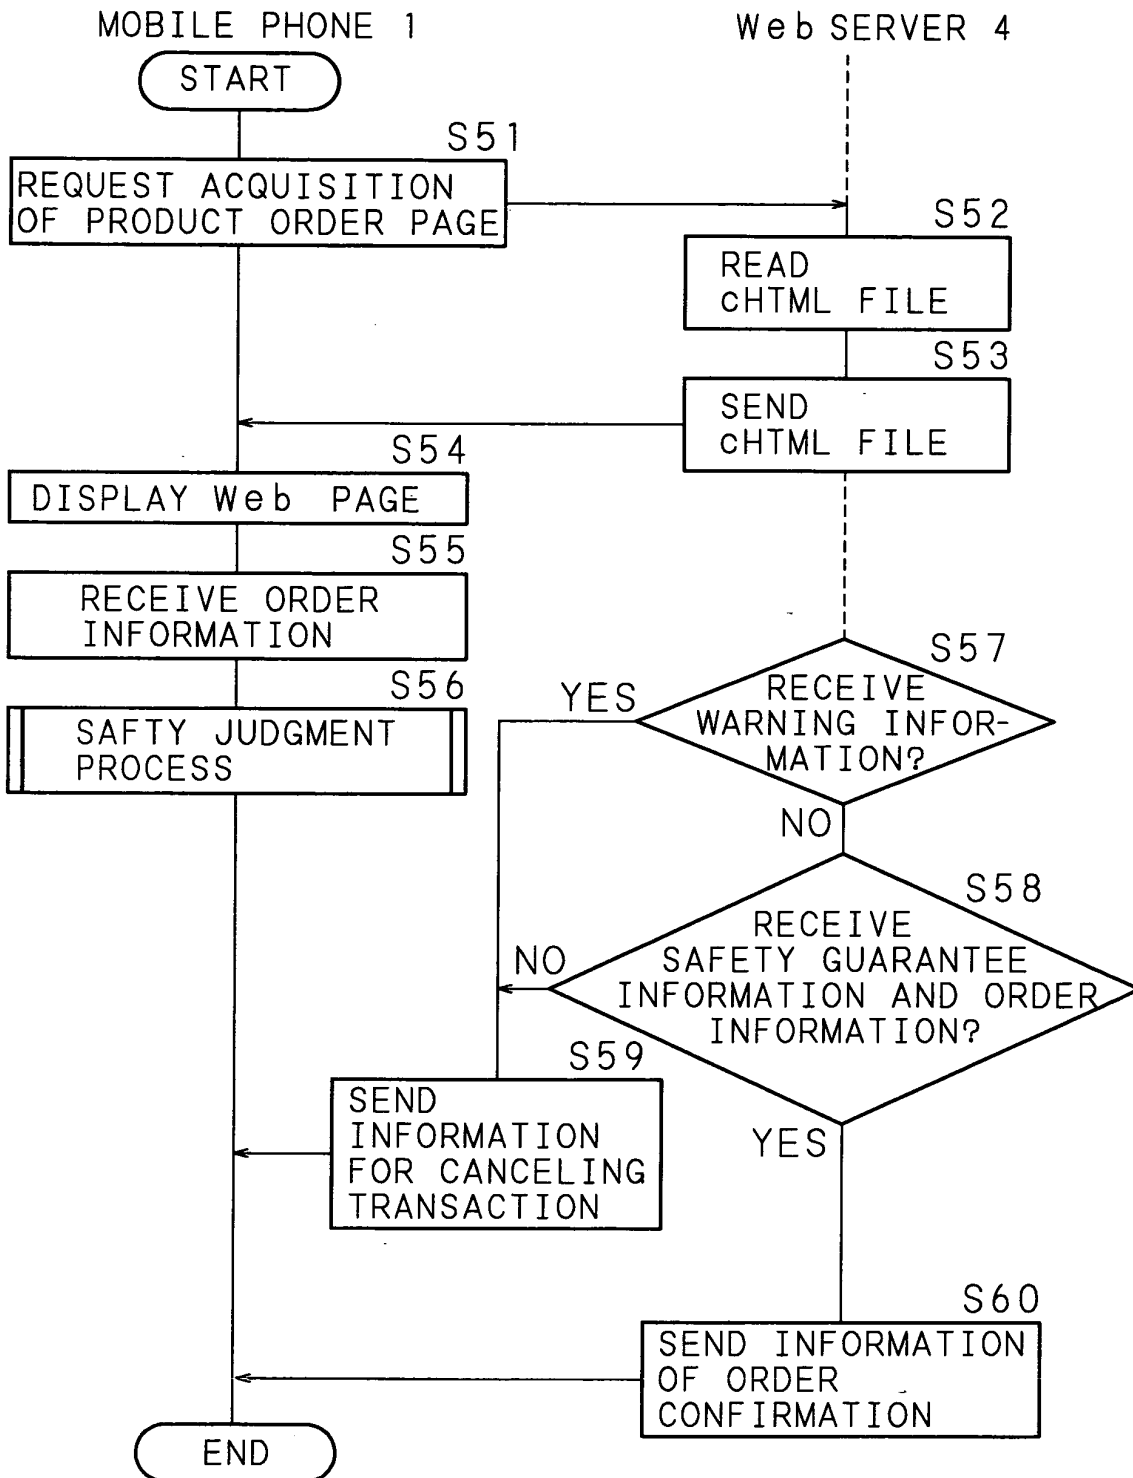 MOBILE PHONE 1
Web SERVER 4
START
S51
REQUEST ACQUISITION
OF PRODUCT ORDER PAGE
S52
READ
cHTML FILE
S53
SEND
cHTML FILE
S54
DISPLAY Web PAGE
S55
RECEIVE ORDER
INFORMATION
S56
SAFTY JUDGMENT
PROCESS
S57
RECEIVE
WARNING INFOR-
MATION?
YES
NO
S58
RECEIVE
SAFETY GUARANTEE
INFORMATION AND ORDER
INFORMATION?
NO
YES
S59
SEND
INFORMATION
FOR CANCELING
TRANSACTION
S60
SEND INFORMATION
OF ORDER
CONFIRMATION
END